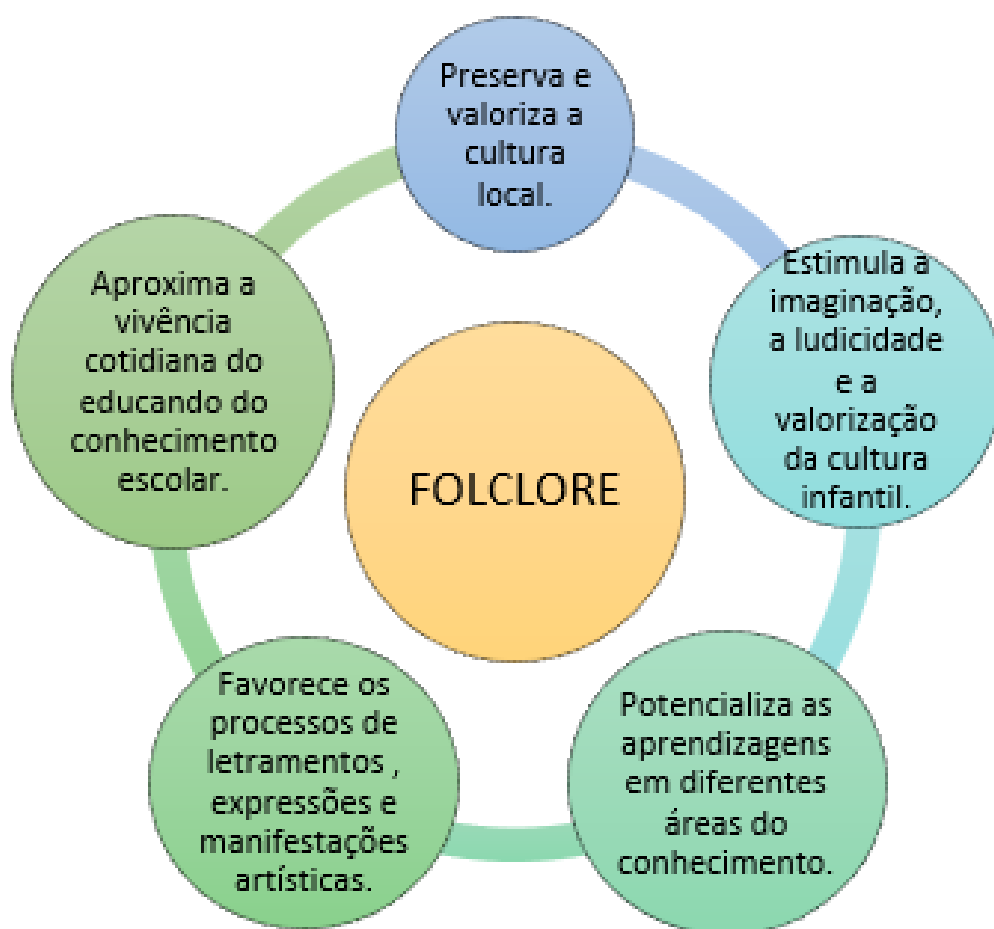 Preserva e
valoriza a
cultura
local.
Estimula a
imaginação,
a ludicidade
e a
valorização
da cultura
infantil.
Potencializa as
aprendizagens
em diferentes
áreas do
conhecimento.
Favorece os
processos de
letramentos ,
expressões e
manifestações
artísticas.
Aproxima a
vivência
cotidiana do
educando do
conhecimento
escolar.
FOLCLORE